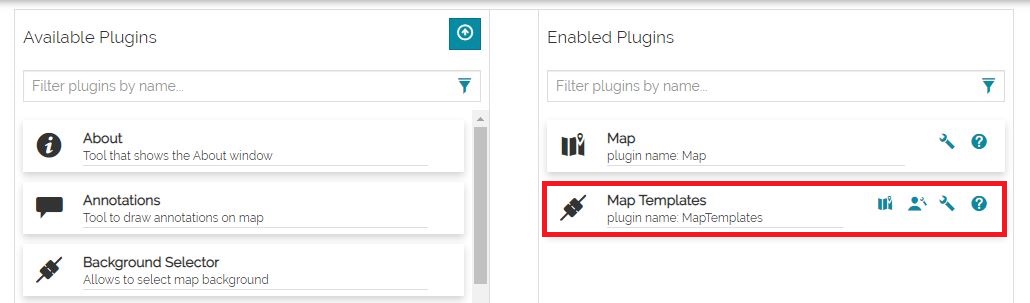 Available Plugins
Filter plugins by name...
About
Tool that shows the About window
Annotations
Tool to draw annotations on map
Background Selector
Allows to select map background
Enabled Plugins
Filter plugins by name...
Map
plugin name: Map
Map Templates
plugin name: MapTemplates